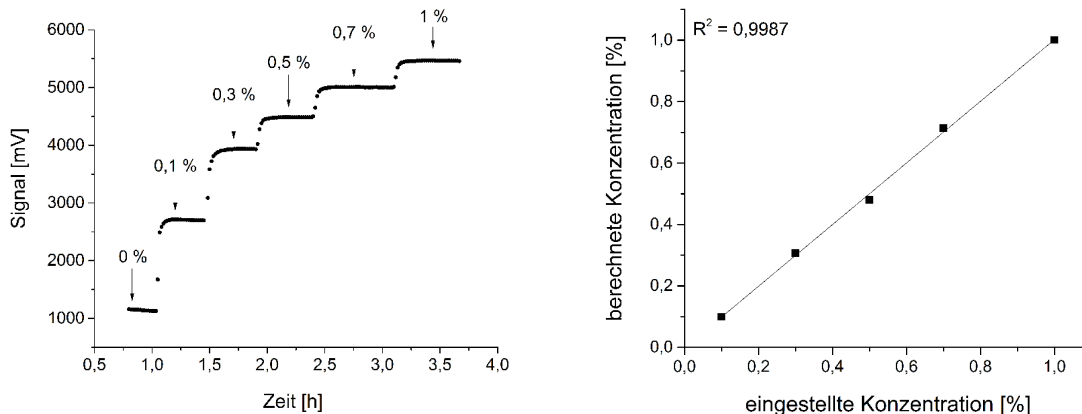 6000
5000
4000
3000
2000
1000
Signal [mV]
0 %
0,1 %
0,3 %
0,5 %
0,7 %
1 %
0,5 1,0 1,5 2,0 2,5 3,0 3,5 4,0
Zeit [h]
R² = 0,9987
1,0
0,8
0,6
0,4
0,2
0,0
berechnete Konzentration [%]
0,0 0,2 0,4 0,6 0,8 1,0
eingestellte Konzentration [%]